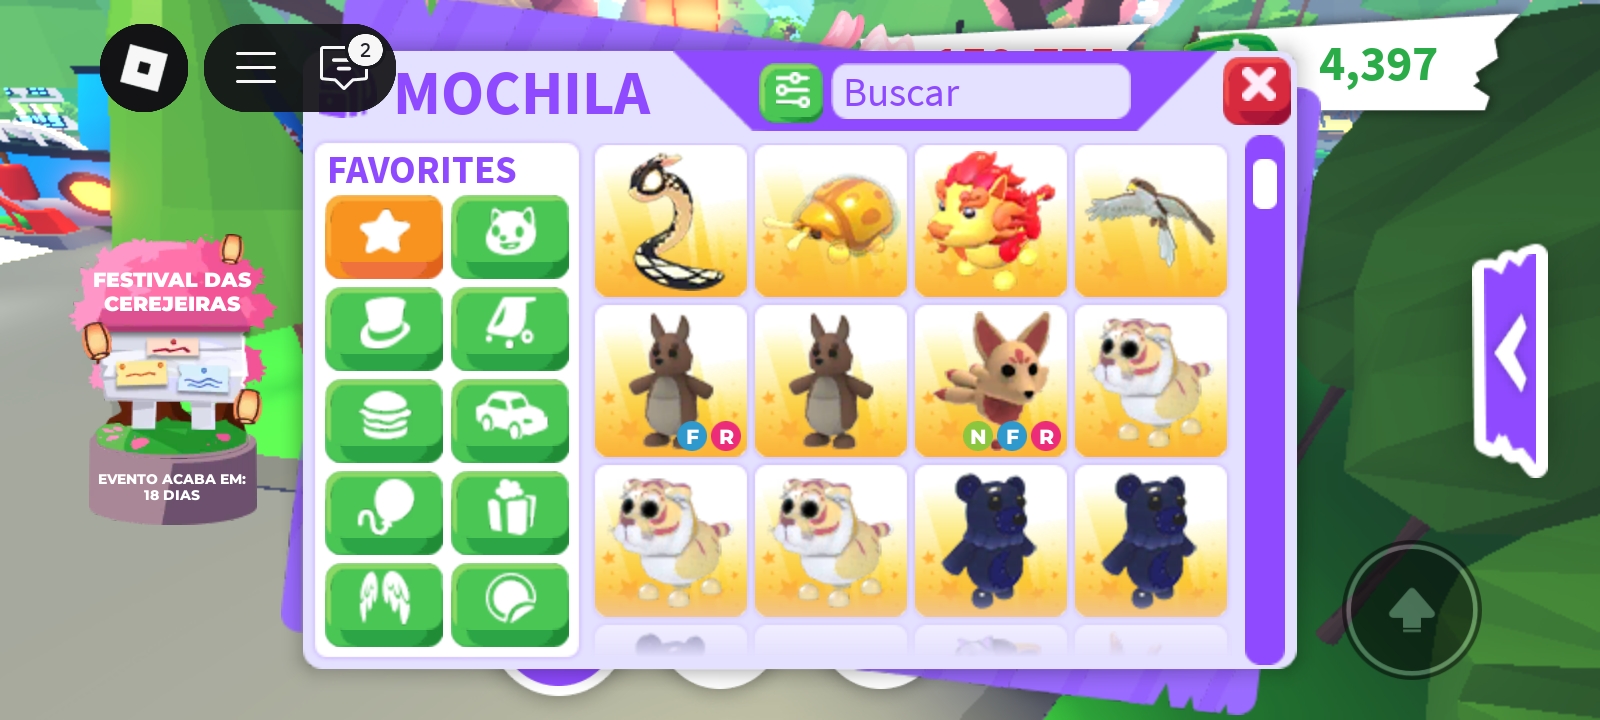 2
MOCHILA
Buscar
4,397
FAVORITES
FESTIVAL DAS
CEREJEIRAS
EVENTO ACABA EM:
18 DIAS
F R
N F R